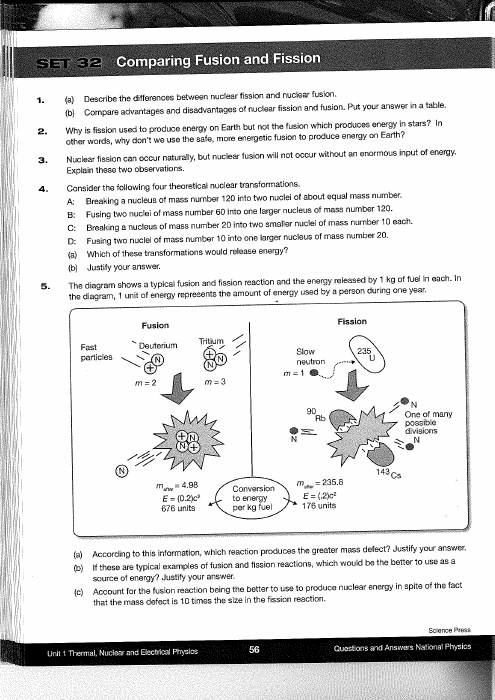 SET 32 Comparing Fusion and Fission
1. (a) Describe the differences between nuclear fission and nuclear fusion.
(b) Compare advantages and disadvantages of nuclear fission and fusion. Put your answer in a table.
2. Why is fission used to produce energy on Earth but not the fusion which produces energy in stars? In
other words, why don't we use the safe, more energetic fusion to produce energy on Earth?
3. Nuclear fission can occur naturally, but nuclear fusion will not occur without an enormous input of energy.
Explain these two observations.
4. Consider the following four theoretical nuclear transformations.
A: Breaking a nucleus of mass number 120 into two nuclei of about equal mass number.
B: Fusing two nuclei of mass number 60 into one larger nucleus of mass number 120.
C: Breaking a nucleus of mass number 20 into two smaller nuclei of mass number 10 each.
D: Fusing two nuclei of mass number 10 into one larger nucleus of mass number 20.
(a) Which of these transformations would release energy?
(b) Justify your answer.
5. The diagram shows a typical fusion and fission reaction and the energy released by 1 kg of fuel in each. In
the diagram, 1 unit of energy represents the amount of energy used by a person during one year.
Fusion
Fast
particles
Deuterium
Tritium
+ N
N +
+ N N
m = 2
m = 3
+ N
N +
N
m after = 4.98
E = (0.2)c²
676 units
Conversion
to energy
per kg fuel
Fission
Slow
neutron
m = 1
235
U
90
Rb
N
N
One of many
possible
divisions
N
143
Cs
m after = 235.8
E = (.2)c²
176 units
(a) According to this information, which reaction produces the greater mass defect? Justify your answer.
(b) If these are typical examples of fusion and fission reactions, which would be the better to use as a
source of energy? Justify your answer.
(c) Account for the fusion reaction being the better to use to produce nuclear energy in spite of the fact
that the mass defect is 10 times the size in the fission reaction.
Science Press
Unit 1 Thermal, Nuclear and Electrical Physics
56
Questions and Answers National Physics